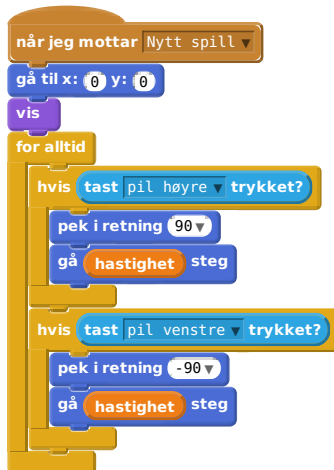 når jeg mottar Nytt spill
gå til x: 0 y: 0
vis
for alltid
hvis tast pil høyre trykket?
pek i retning 90
gå hastighet steg
hvis tast pil venstre trykket?
pek i retning -90
gå hastighet steg